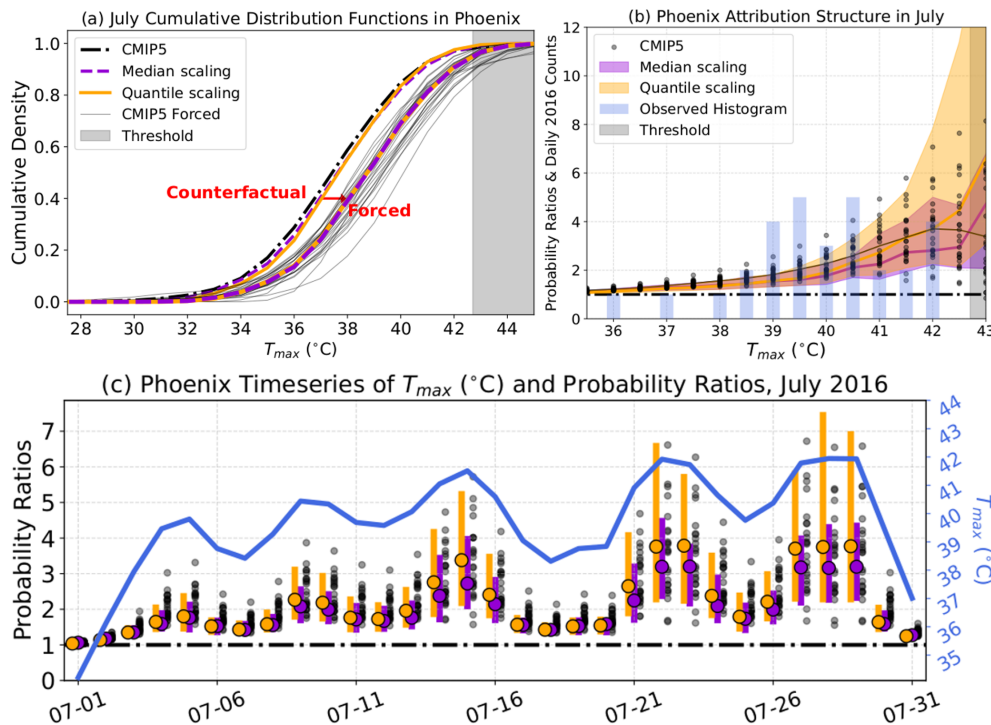 (a) July Cumulative Distribution Functions in Phoenix
Cumulative Density
1.0
0.8
0.6
0.4
0.2
0.0
CMIP5
Median scaling
Quantile scaling
CMIP5 Forced
Threshold
Counterfactual
Forced
28 30 32 34 36 38 40 42 44
Tmax (°C)
(b) Phoenix Attribution Structure in July
Probability Ratios & Daily 2016 Counts
12
10
8
6
4
2
0
CMIP5
Median scaling
Quantile scaling
Observed Histogram
Threshold
36 37 38 39 40 41 42 43
Tmax (°C)
(c) Phoenix Timeseries of Tmax (°C) and Probability Ratios, July 2016
Probability Ratios
7
6
5
4
3
2
1
0
44
43
42
41
40
39
38
37
36
35
Tmax (°C)
07-01 07-06 07-11 07-16 07-21 07-26 07-31